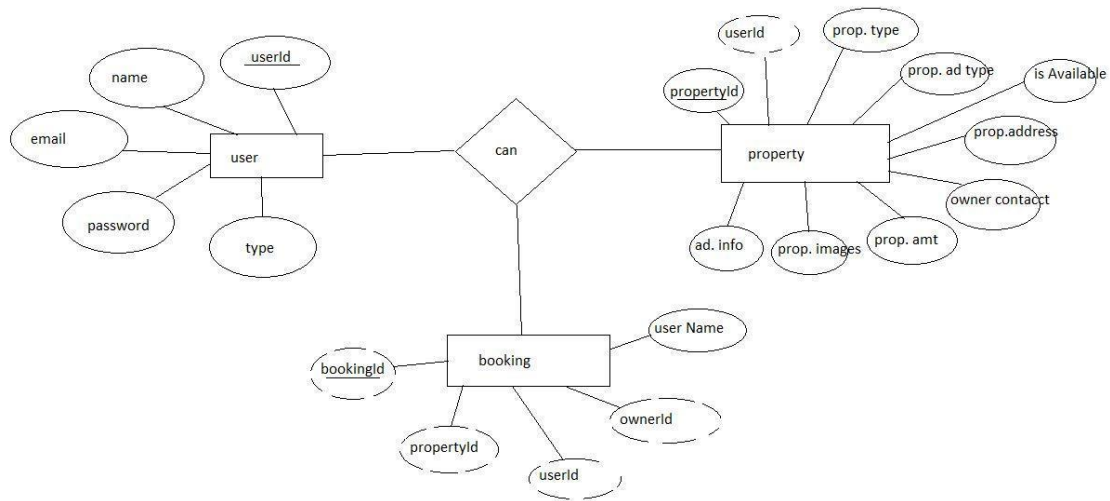 userId
name
email
user
password
type
can
userId
prop. type
prop. ad type
is Available
propertyId
prop.address
property
owner contacct
ad. info
prop. images
prop. amt
user Name
booking
bookingId
ownerId
propertyId
userId